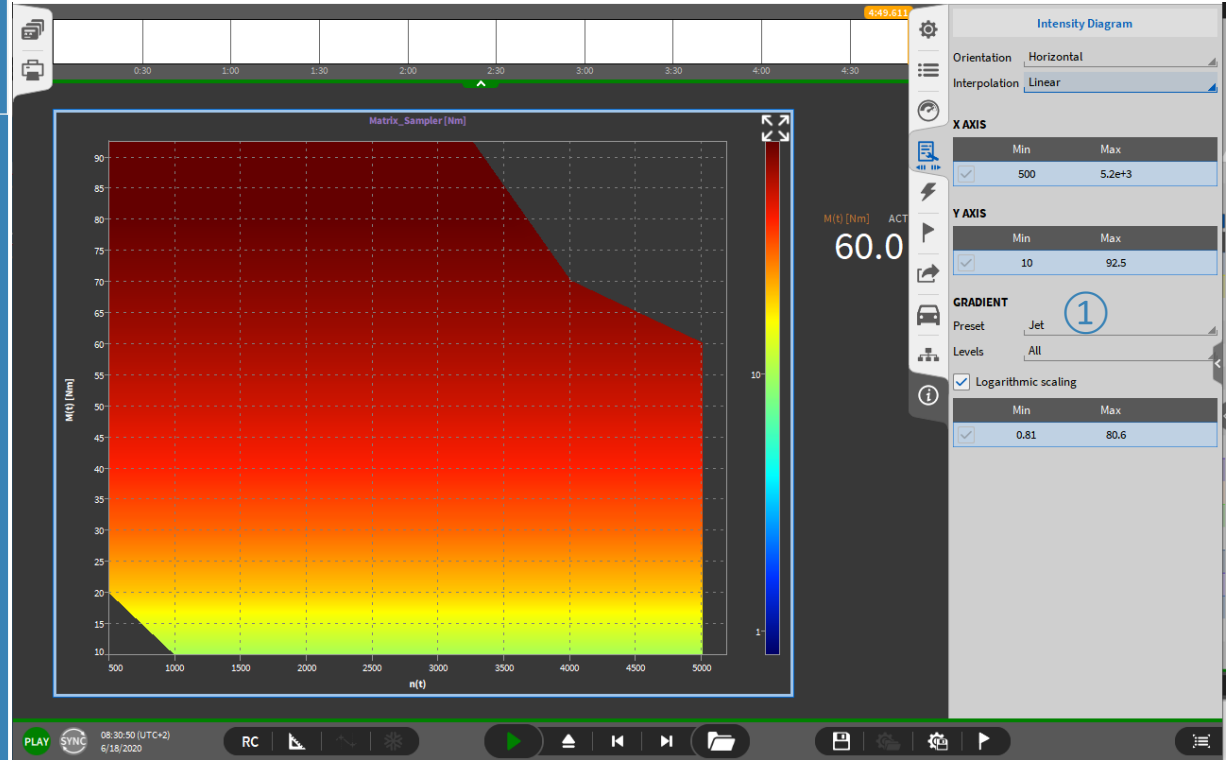 4:49.611
0:30 1:00 1:30 2:00 2:30 3:00 3:30 4:00 4:30
Matrix_Sampler [Nm]
90
85
80
75
70
65
60
55
50
45
40
35
30
25
20
15
10
M(t) [Nm]
500 1000 1500 2000 2500 3000 3500 4000 4500 5000
n(t)
10
1
M(t) [Nm] ACT
60.0
Intensity Diagram
Orientation Horizontal
Interpolation Linear
X AXIS
Min Max
500 5.2e+3
Y AXIS
Min Max
10 92.5
GRADIENT
1
Preset Jet
Levels All
Logarithmic scaling
Min Max
0.81 80.6
PLAY SYNC
08:30:50 (UTC+2)
6/18/2020
RC